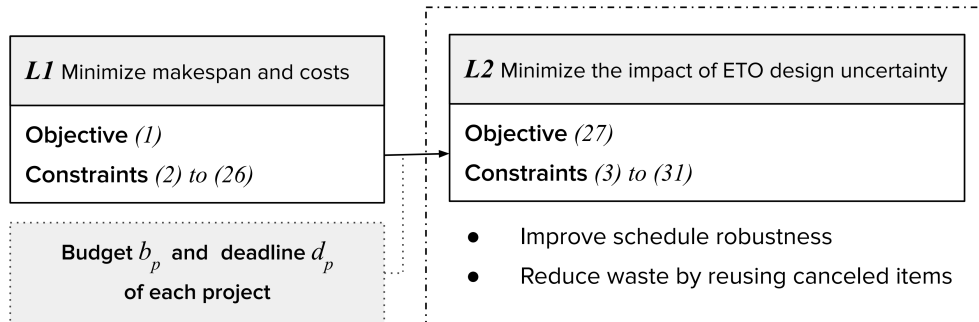 L1 Minimize makespan and costs
Objective (1)
Constraints (2) to (26)
Budget b_p and deadline d_p
of each project
L2 Minimize the impact of ETO design uncertainty
Objective (27)
Constraints (3) to (31)
● Improve schedule robustness
● Reduce waste by reusing canceled items